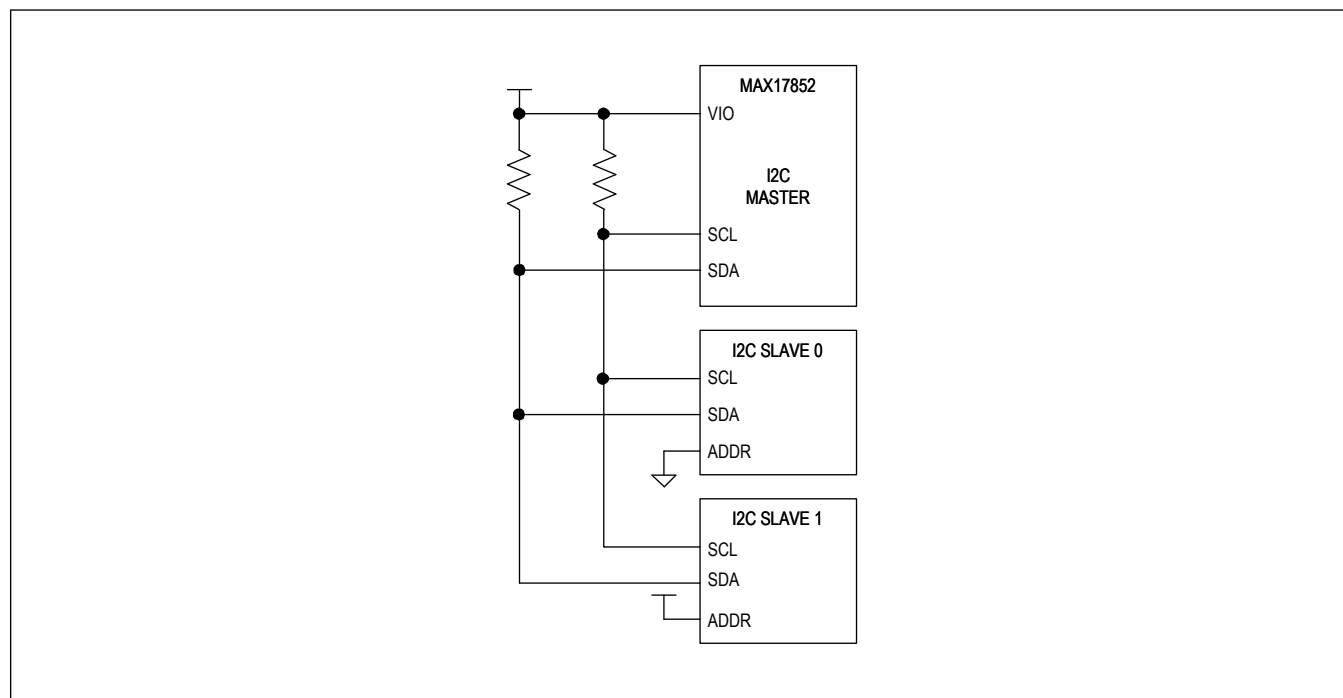 MAX17852
VIO
I2C
MASTER
SCL
SDA
I2C SLAVE 0
SCL
SDA
ADDR
I2C SLAVE 1
SCL
SDA
ADDR